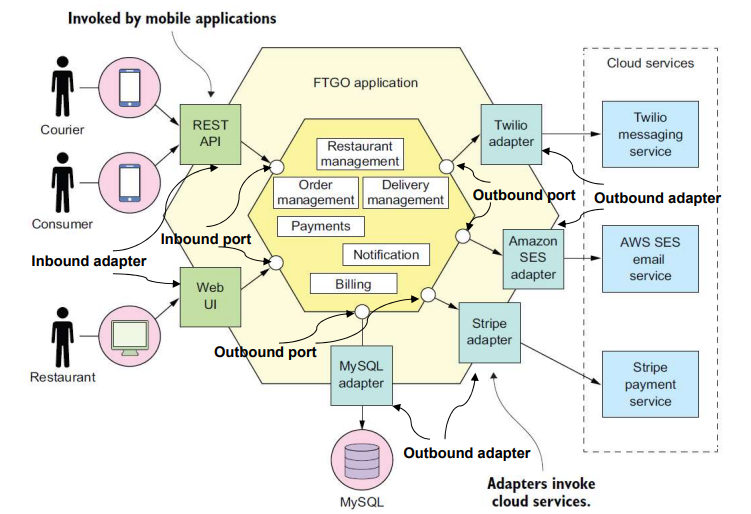 Invoked by mobile applications
FTGO application
Cloud services
Courier
REST
API
Twilio
adapter
Twilio
messaging
service
Restaurant
management
Order
management
Delivery
management
Consumer
Outbound port
Outbound adapter
Payments
Inbound port
Inbound adapter
Notification
Amazon
SES
adapter
AWS SES
email
service
Billing
Web
UI
Stripe
adapter
Restaurant
Outbound port
MySQL
adapter
Stripe
payment
service
Outbound adapter
MySQL
Adapters invoke
cloud services.